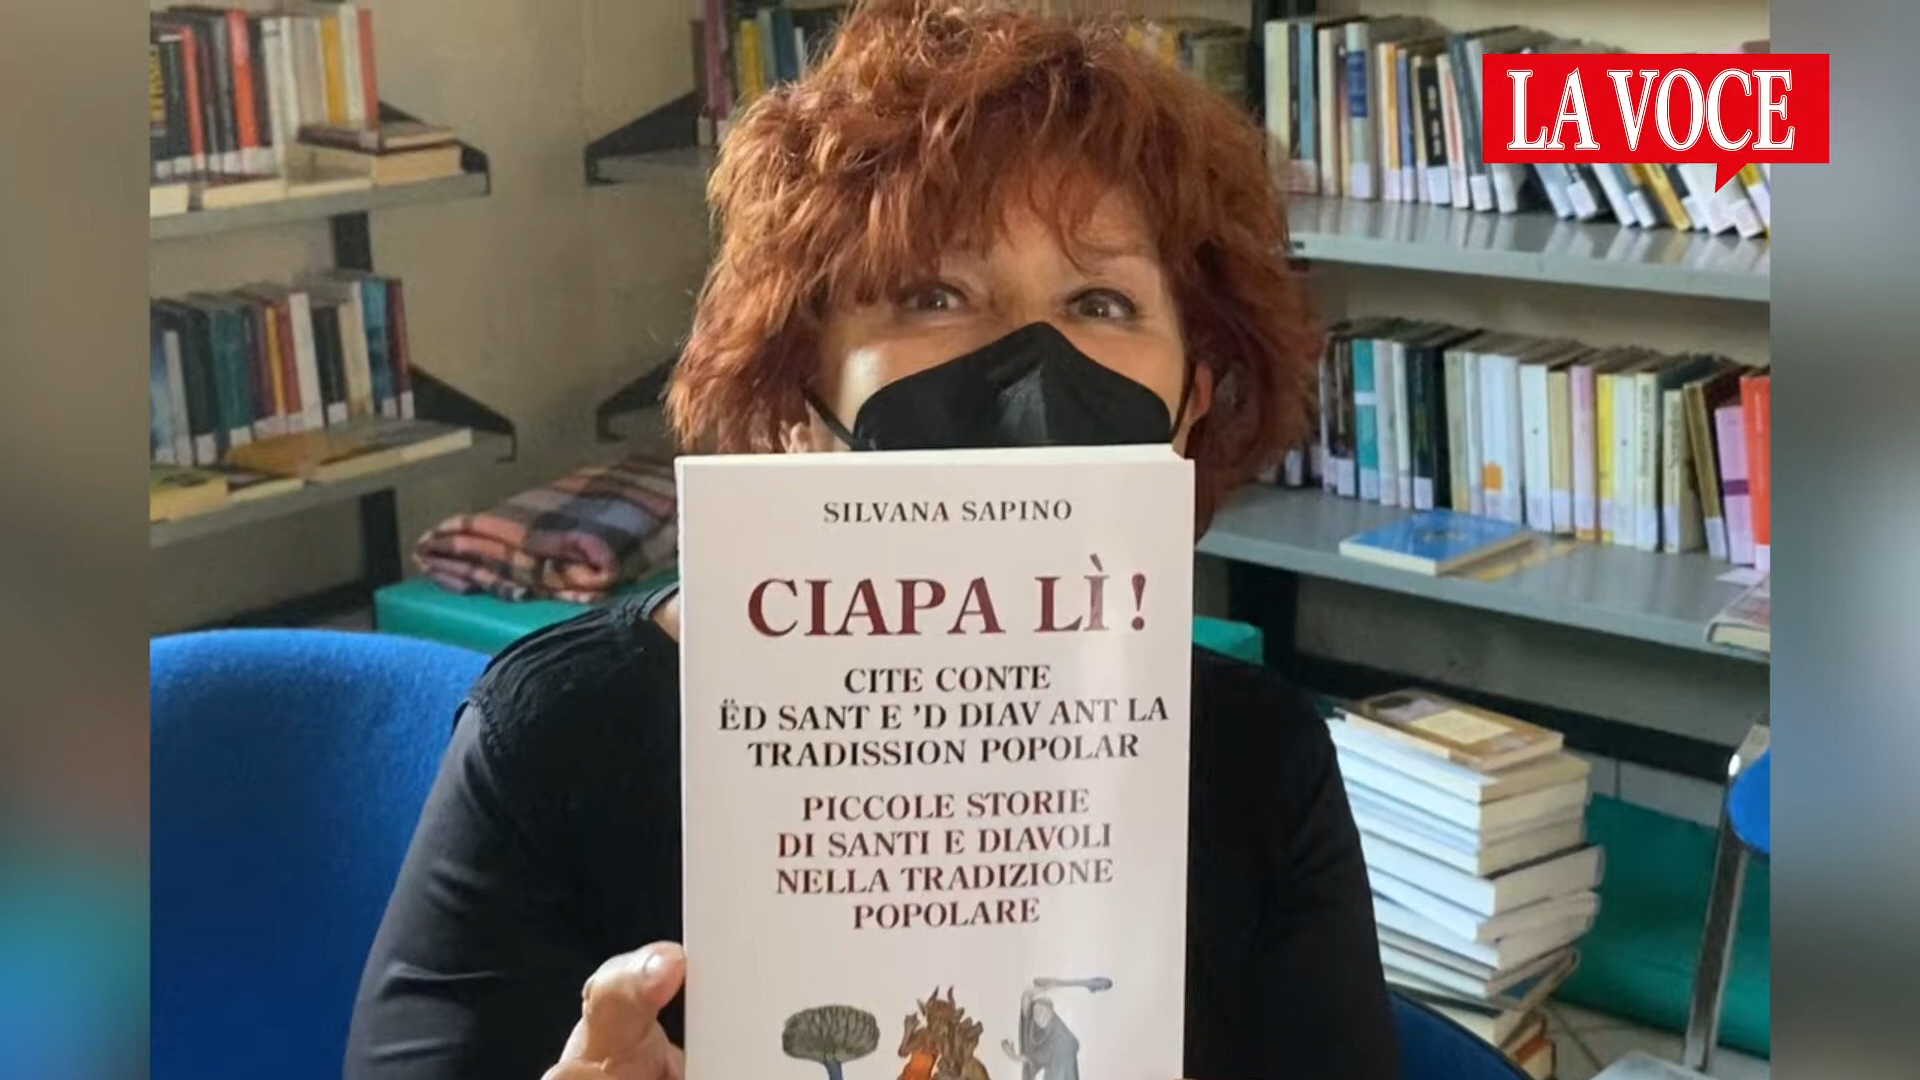 LA VOCE
SILVANA SAPINO
CIAPA LÌ!
CITE CONTE
ËD SANT E 'D DIAV ANT LA
TRADISSION POPOLAR
PICCOLE STORIE
DI SANTI E DIAVOLI
NELLA TRADIZIONE
POPOLARE